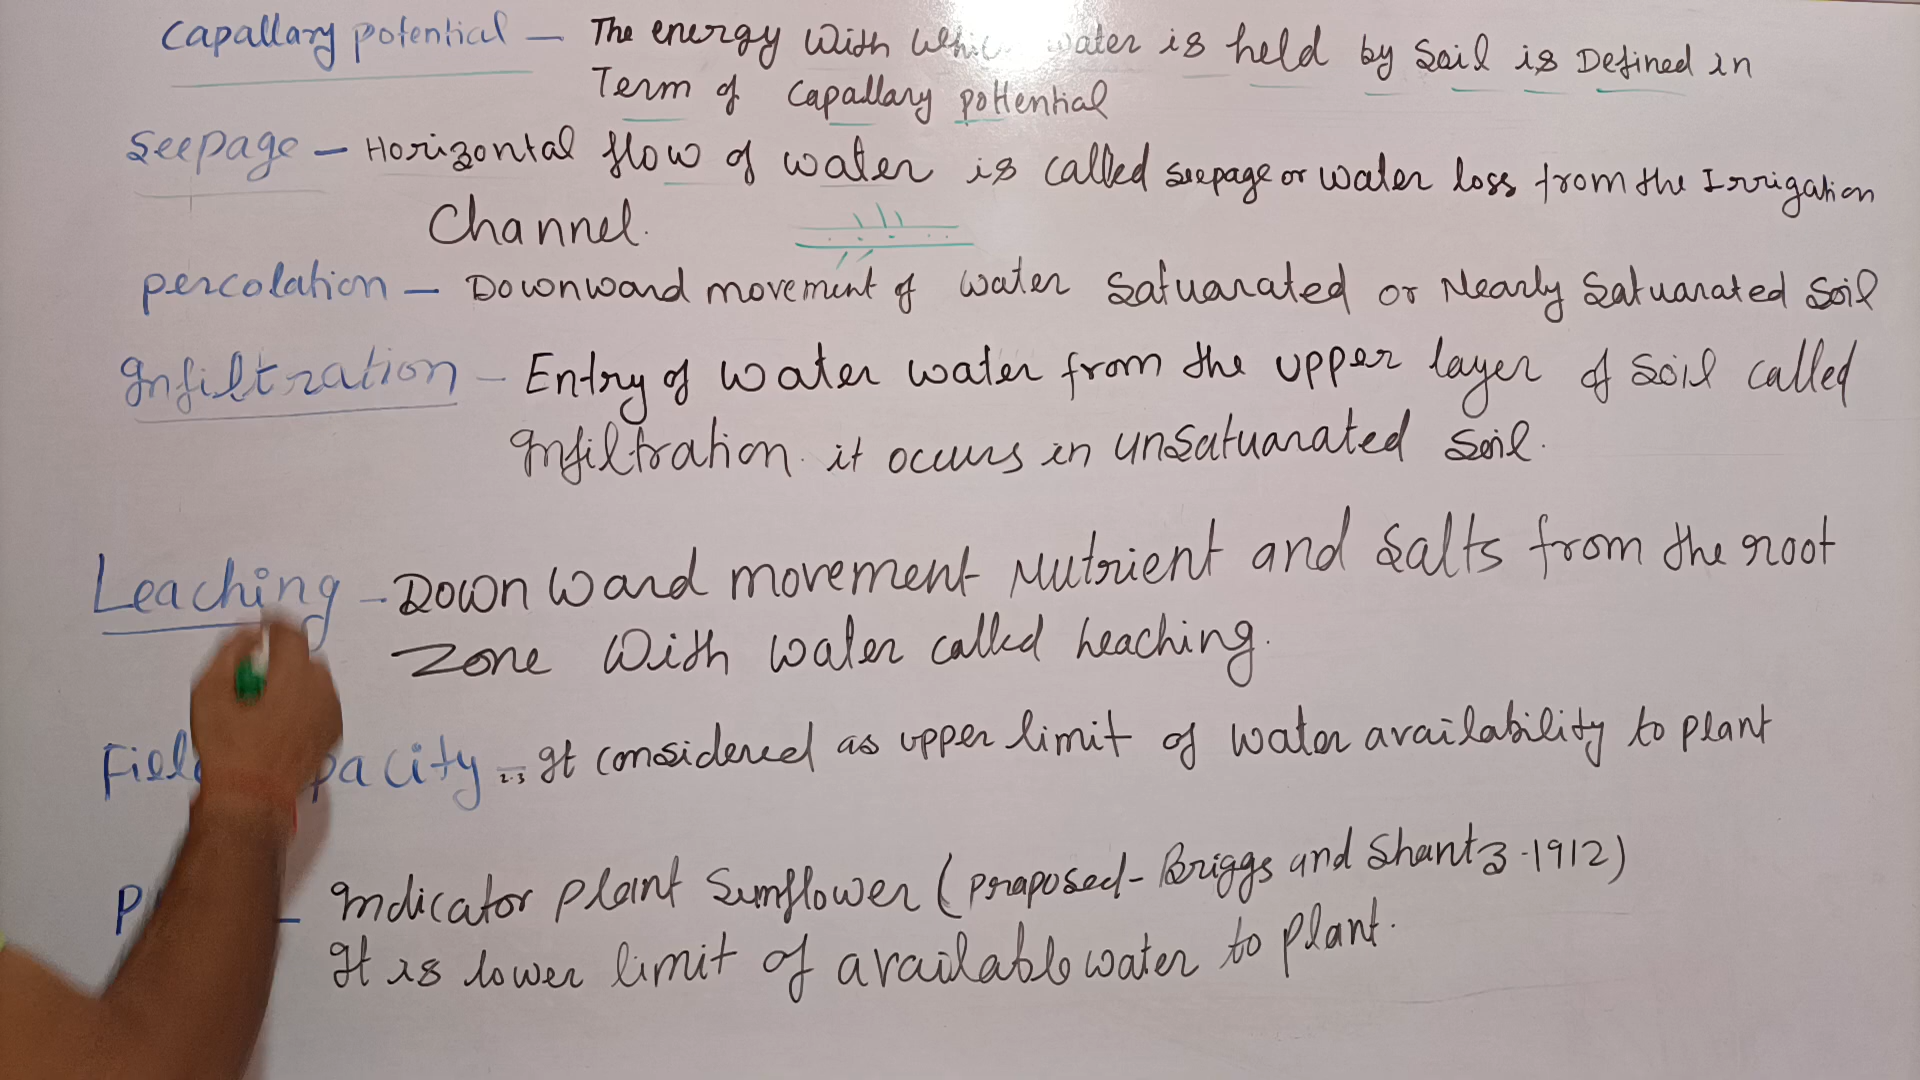 Capallary potential – The energy With Which water is held by Soil is Defined in
Term of Capallary pottential
Seepage – Horizontal flow of water is called seepage or water loss from the Irrigation
Channel.
percolation – Downward movement of water Satuarated or Nearly Satuarated Soil
Infiltration – Entry of water water from the upper layer of Soil called
Infiltration. it occurs in unsatuarated Soil.
Leaching – Down ward movement Nutrient and Salts from the root
Zone With water called heaching.
pacity – It considered as upper limit of water availability to plant
Indicator plant Sunflower (praposed - Briggs and Shantz - 1912)
It is lower limit of available water to plant.